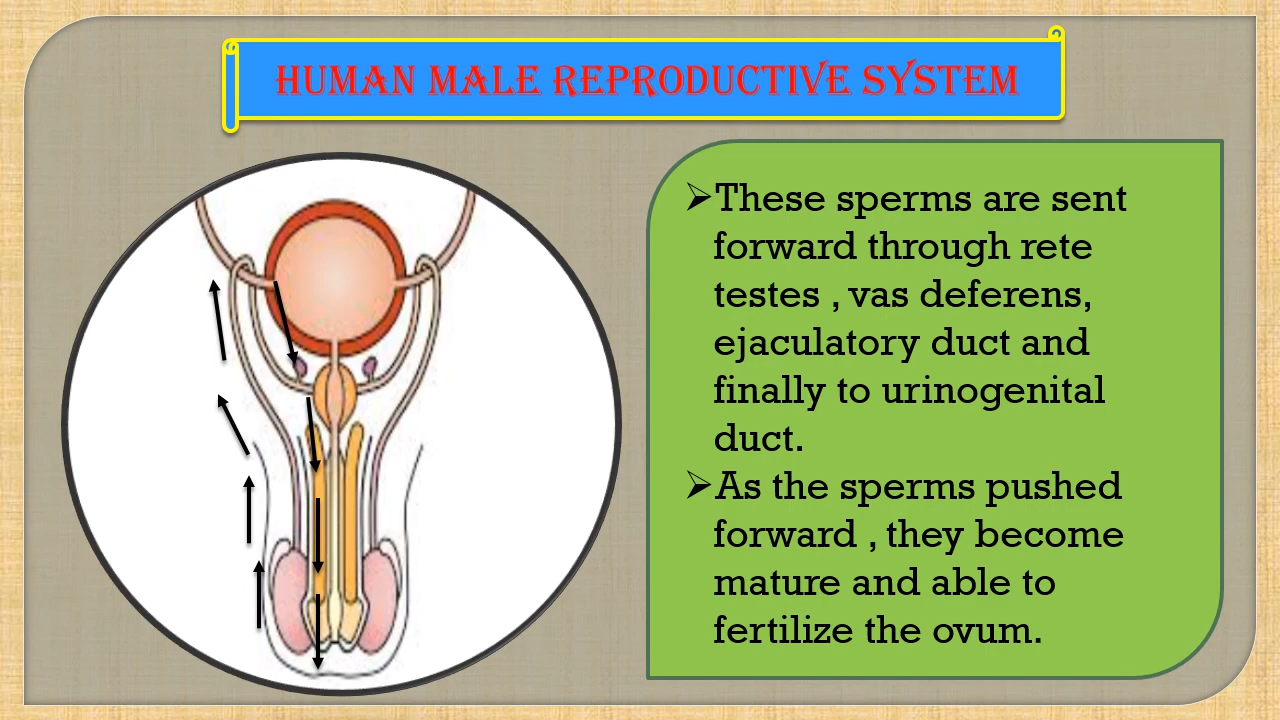 HUMAN MALE REPRODUCTIVE SYSTEM
➢These sperms are sent
forward through rete
testes , vas deferens,
ejaculatory duct and
finally to urinogenital
duct.
➢As the sperms pushed
forward , they become
mature and able to
fertilize the ovum.